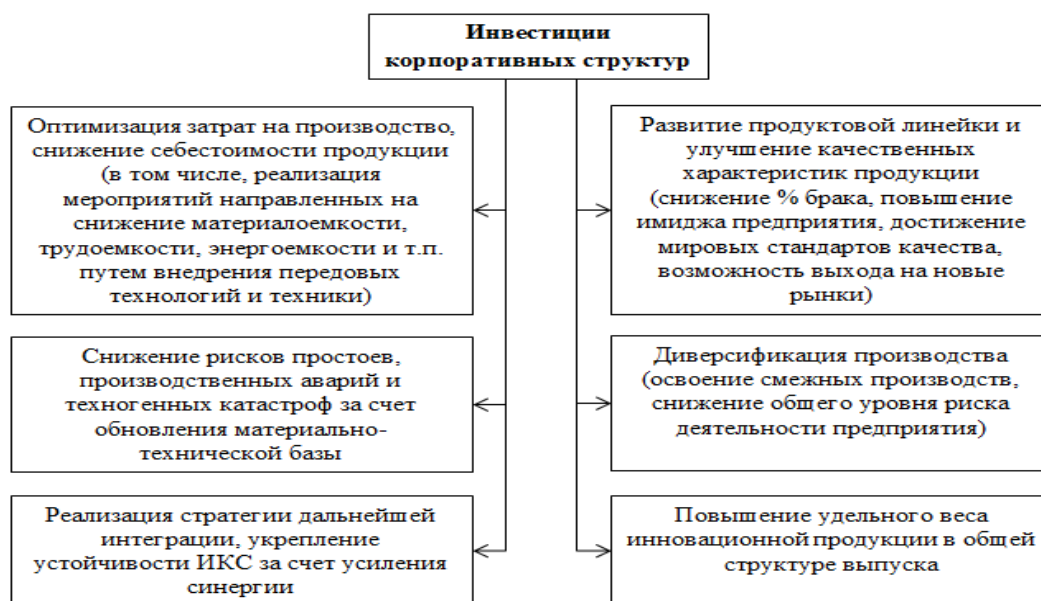 Инвестиции
корпоративных структур
Оптимизация затрат на производство,
снижение себестоимости продукции
(в том числе, реализация
мероприятий направленных на
снижение материалоемкости,
трудоемкости, энергоемкости и т.п.
путем внедрения передовых
технологий и техники)
Развитие продуктовой линейки и
улучшение качественных
характеристик продукции
(снижение % брака, повышение
имиджа предприятия, достижение
мировых стандартов качества,
возможность выхода на новые
рынки)
Снижение рисков простоев,
производственных аварий и
техногенных катастроф за счет
обновления материально-
технической базы
Диверсификация производства
(освоение смежных производств,
снижение общего уровня риска
деятельности предприятия)
Реализация стратегии дальнейшей
интеграции, укрепление
устойчивости ИКС за счет усиления
синергии
Повышение удельного веса
инновационной продукции в общей
структуре выпуска